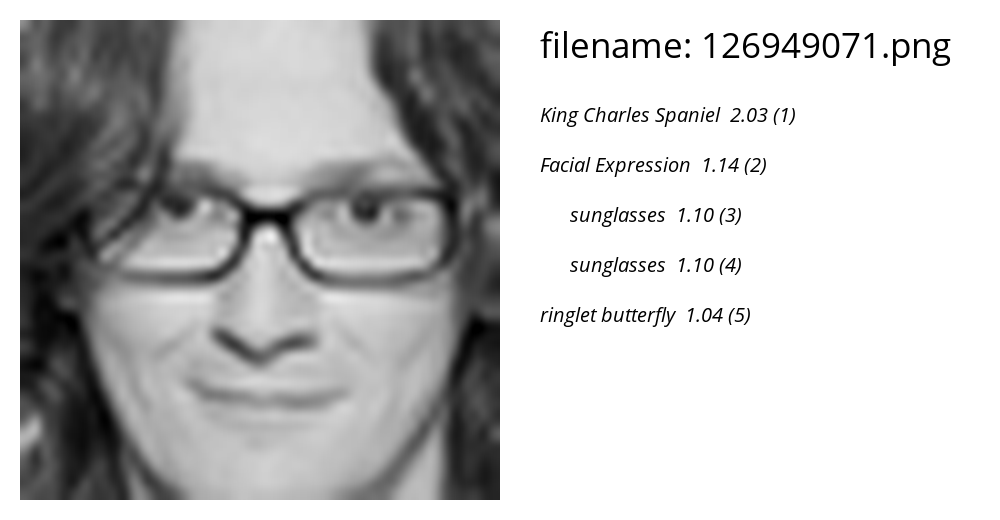 filename: 126949071.png
King Charles Spaniel 2.03 (1)
Facial Expression 1.14 (2)
sunglasses 1.10 (3)
sunglasses 1.10 (4)
ringlet butterfly 1.04 (5)